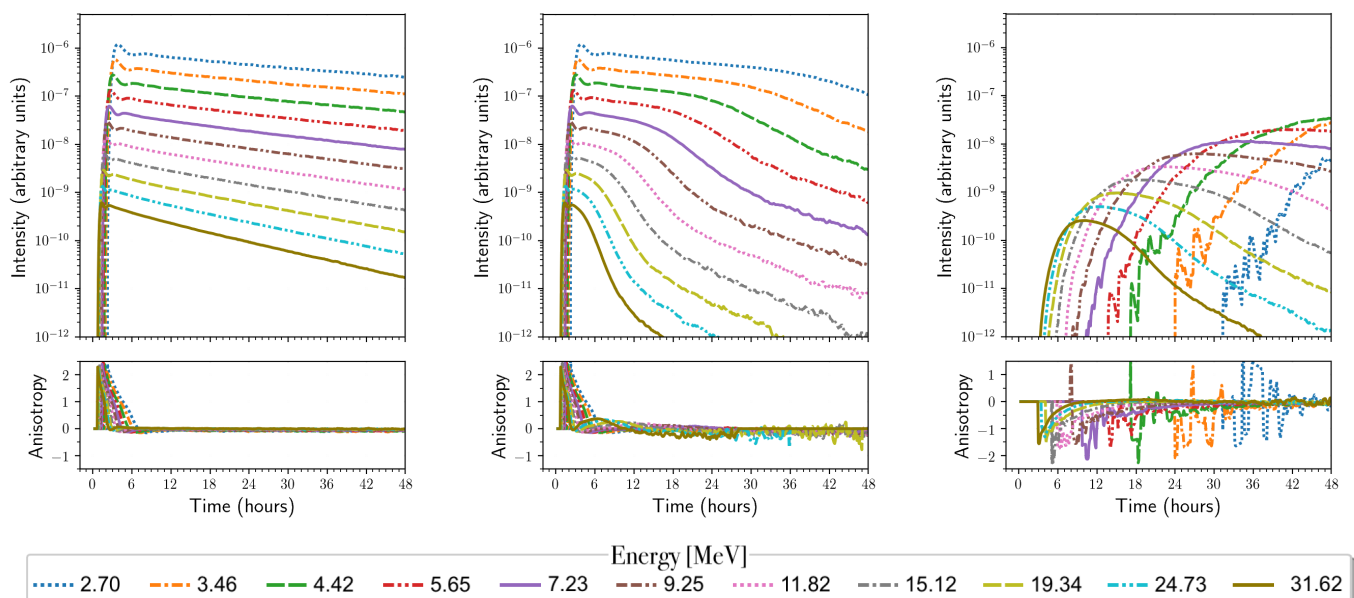 Intensity (arbitrary units)
10⁻⁶
10⁻⁷
10⁻⁸
10⁻⁹
10⁻¹⁰
10⁻¹¹
10⁻¹²
Anisotropy
2
1
0
−1
0 6 12 18 24 30 36 42 48
Time (hours)
Intensity (arbitrary units)
10⁻⁶
10⁻⁷
10⁻⁸
10⁻⁹
10⁻¹⁰
10⁻¹¹
10⁻¹²
Anisotropy
2
1
0
−1
0 6 12 18 24 30 36 42 48
Time (hours)
Intensity (arbitrary units)
10⁻⁶
10⁻⁷
10⁻⁸
10⁻⁹
10⁻¹⁰
10⁻¹¹
10⁻¹²
Anisotropy
1
0
−1
−2
0 6 12 18 24 30 36 42 48
Time (hours)
Energy [MeV]
2.70 3.46 4.42 5.65 7.23 9.25 11.82 15.12 19.34 24.73 31.62